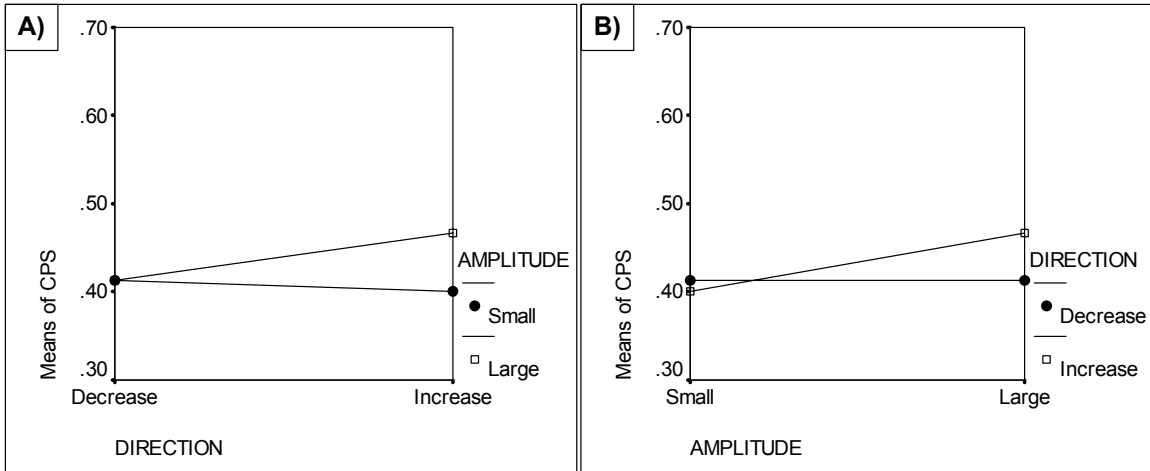 A)
.70
.60
.50
.40
.30
Means of CPS
Decrease
Increase
DIRECTION
AMPLITUDE
Small
Large
B)
.70
.60
.50
.40
.30
Means of CPS
Small
Large
AMPLITUDE
DIRECTION
Decrease
Increase